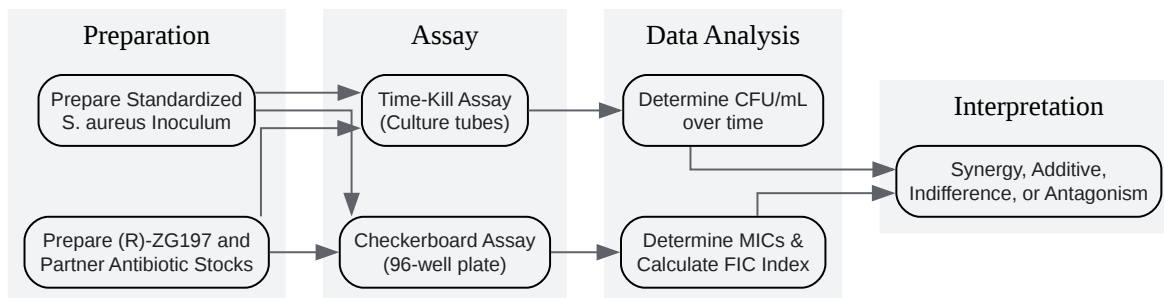 Preparation
Prepare Standardized
S. aureus Inoculum
Prepare (R)-ZG197 and
Partner Antibiotic Stocks
Assay
Time-Kill Assay
(Culture tubes)
Checkerboard Assay
(96-well plate)
Data Analysis
Determine CFU/mL
over time
Determine MICs &
Calculate FIC Index
Interpretation
Synergy, Additive,
Indifference, or Antagonism